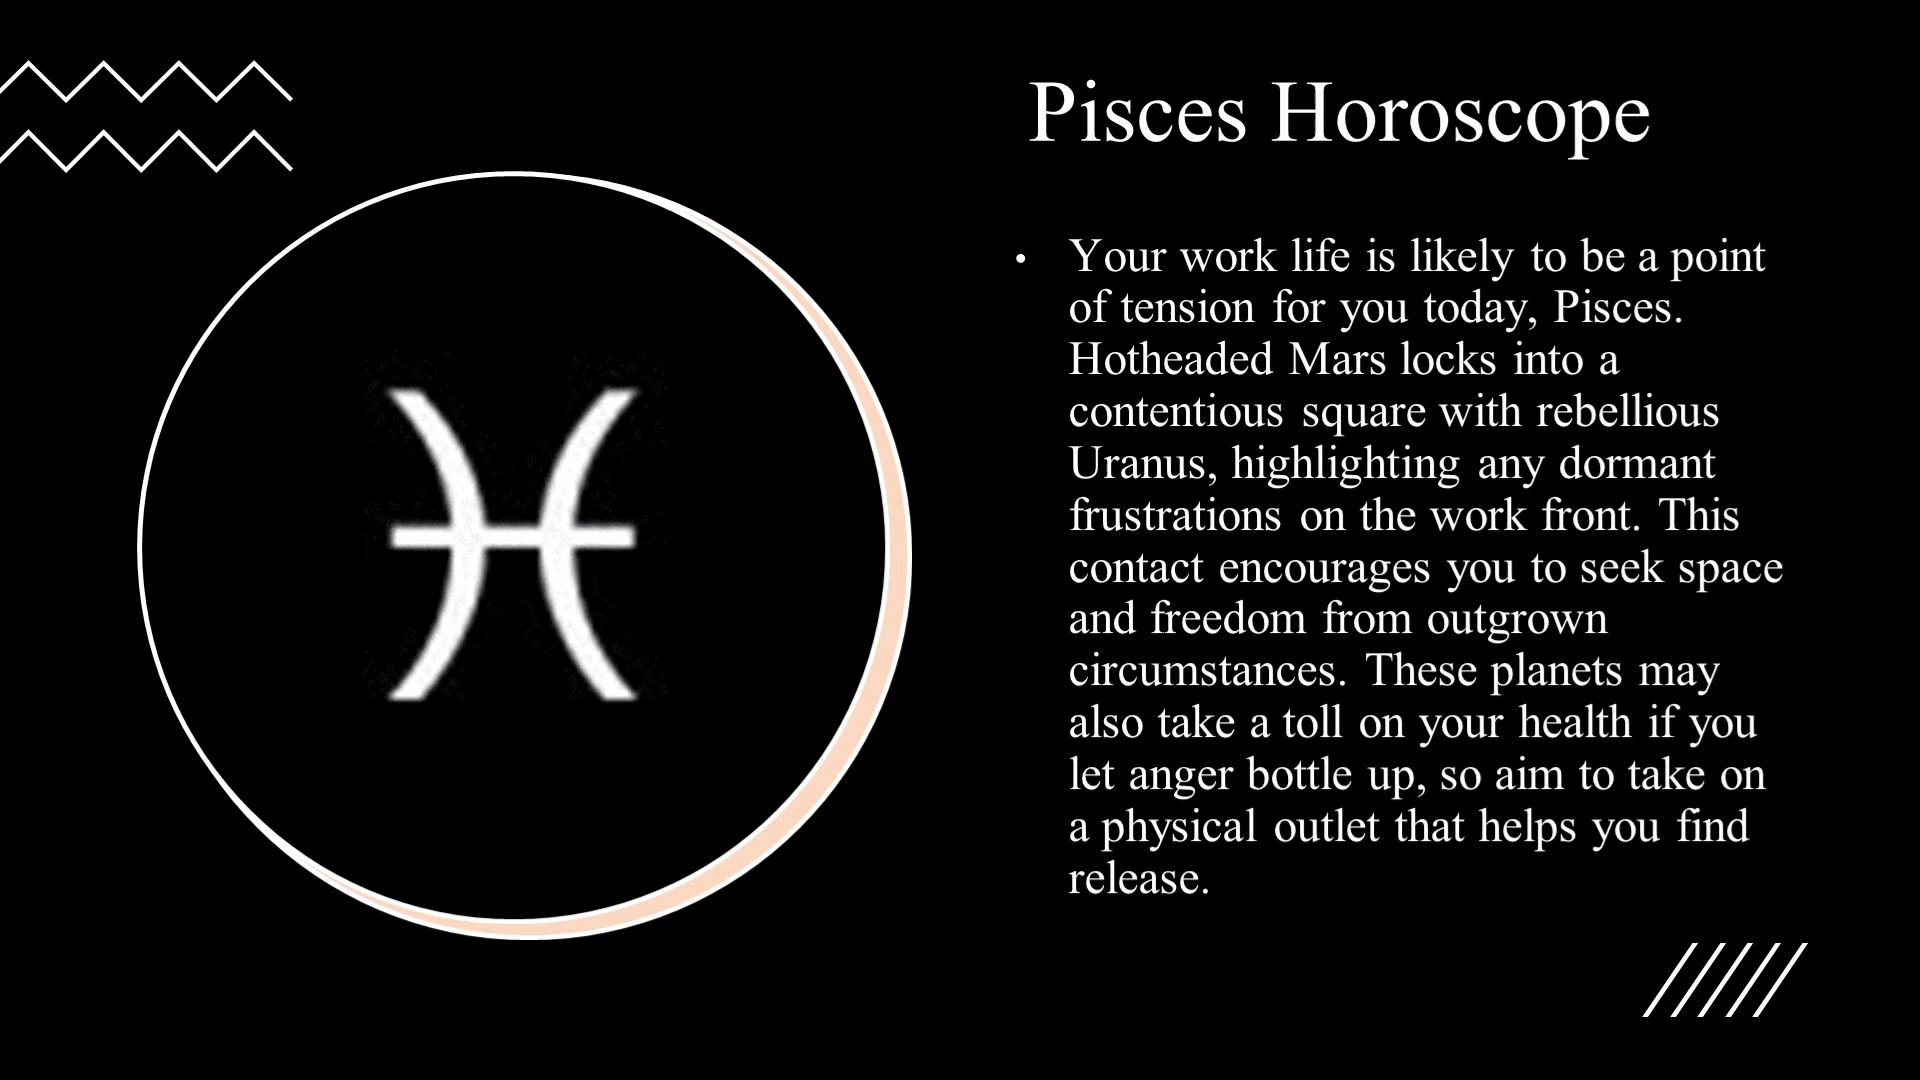 Pisces Horoscope
• Your work life is likely to be a point
of tension for you today, Pisces.
Hotheaded Mars locks into a
contentious square with rebellious
Uranus, highlighting any dormant
frustrations on the work front. This
contact encourages you to seek space
and freedom from outgrown
circumstances. These planets may
also take a toll on your health if you
let anger bottle up, so aim to take on
a physical outlet that helps you find
release.